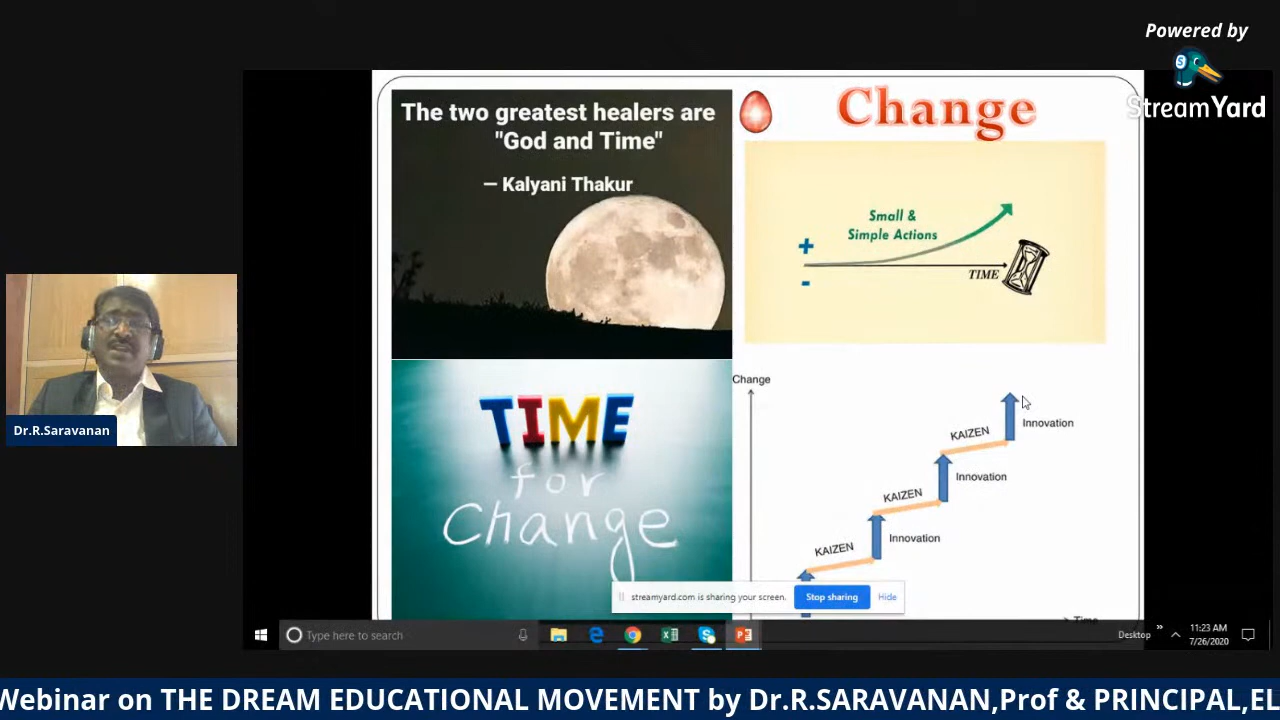 Powered by
StreamYard
The two greatest healers are
"God and Time"
— Kalyani Thakur
Change
+
Small &
Simple Actions
-
TIME
TIME
for
Change
Change
Innovation
KAIZEN
Innovation
KAIZEN
Innovation
KAIZEN
Time
Dr.R.Saravanan
streamyard.com is sharing your screen.
Stop sharing
Hide
Type here to search
Desktop
11:23 AM
7/26/2020
Webinar on THE DREAM EDUCATIONAL MOVEMENT by Dr.R.SARAVANAN,Prof & PRINCIPAL,EL